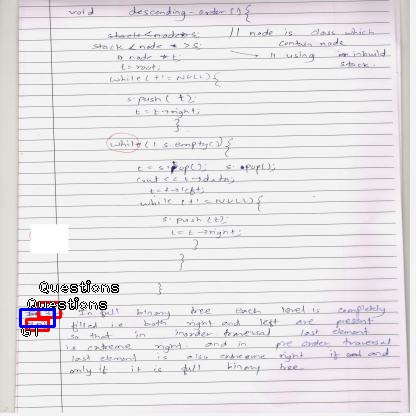 void descending-order() {
stack<node>s; // node is class which
stack < node * > s; contain node
node * t; // using inbuild
t = root; stack.
while (t != NULL) {
s.push ( t );
t = t->right;
}
while ( ! s.empty() ) {
t = s.top(); s.pop();
cout << t->data;
t = t->left;
while (t != NULL) {
s.push (t);
t = t->right;
}
}
}
Questions
Questions
in full binary tree each level is completely
filled i.e. both right and left are present
so that in inorder traversal last element
is extreme right. and in pre order traversal
last element is also extreme right if and
only if it is full binary tree